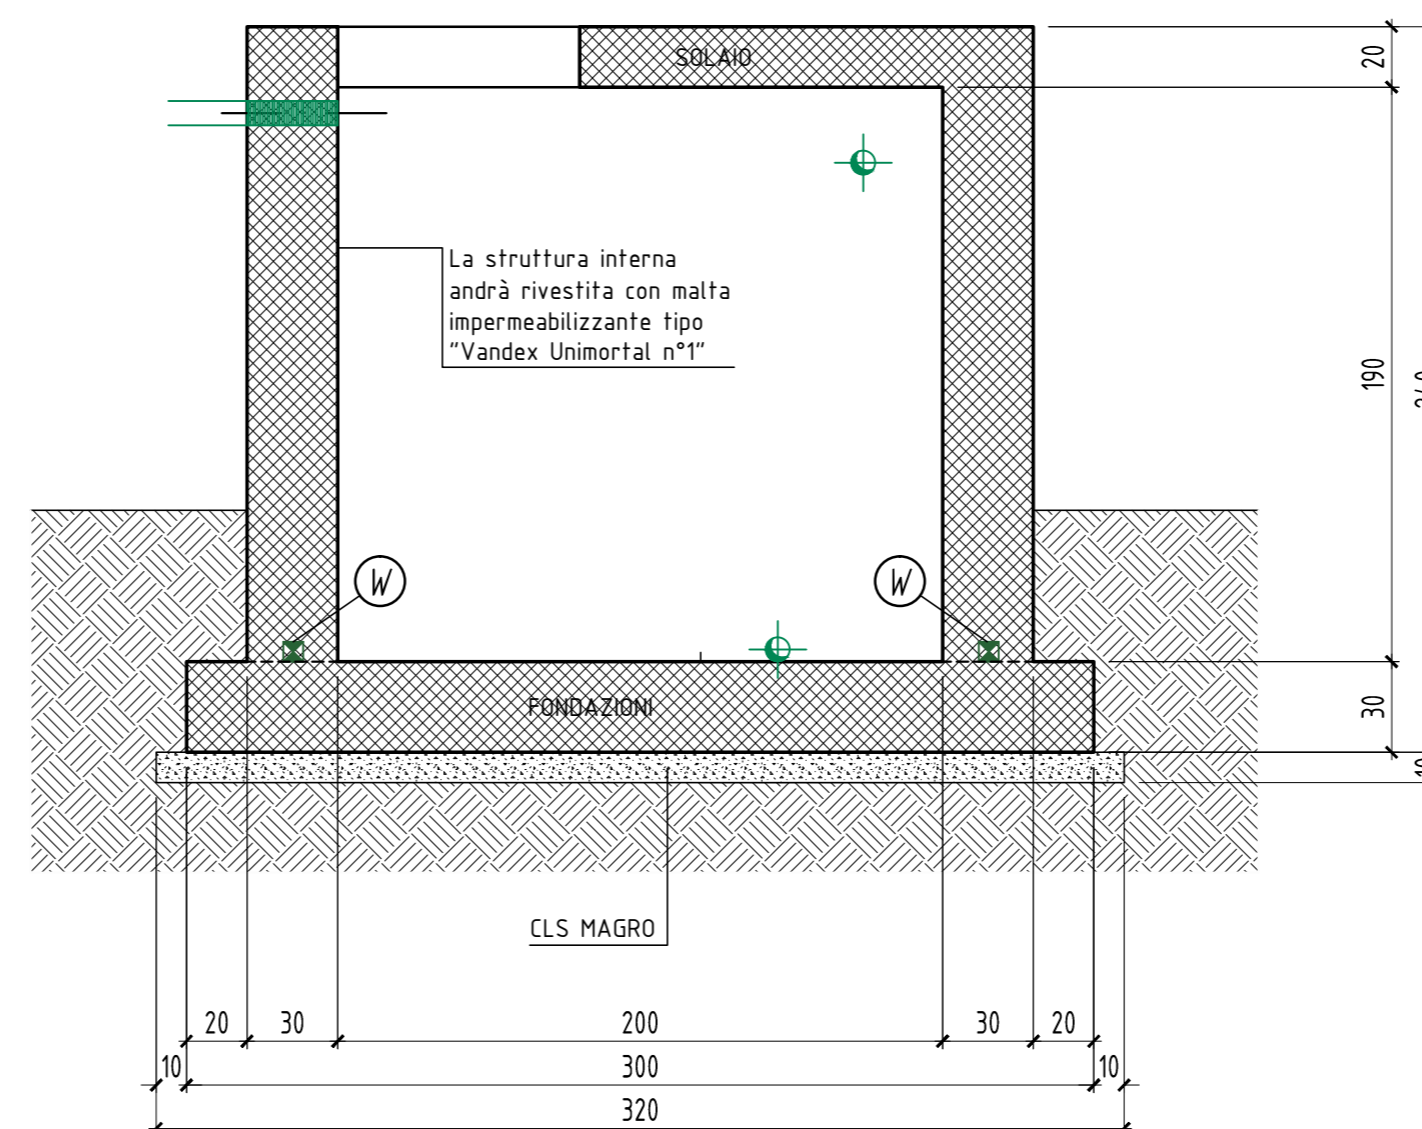 SOLAIO
20
La struttura interna
andrà rivestita con malta
impermeabilizzante tipo
"Vandex Unimortal n°1"
190
W
W
FONDAZIONI
30
CLS MAGRO
20 30 200 30 20
10 300 10
320